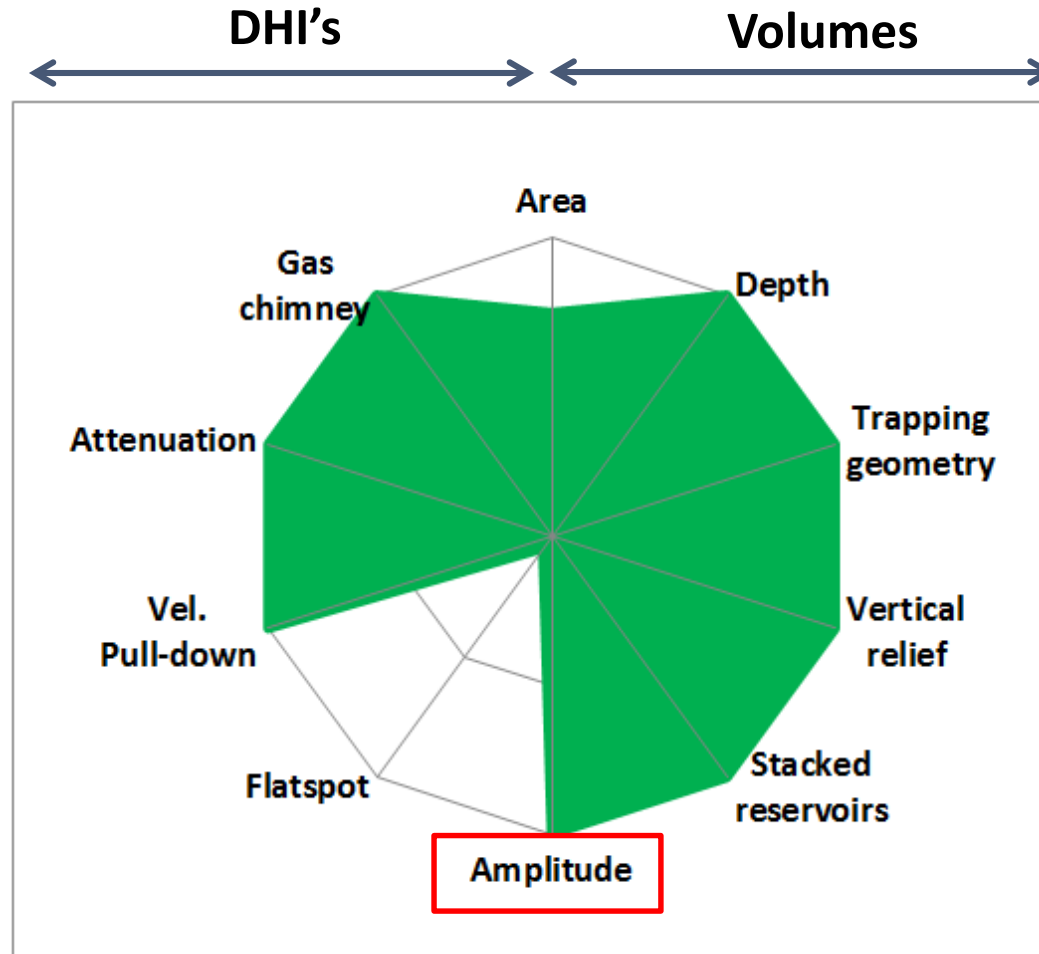 DHI's
Volumes
Area
Gas
chimney
Depth
Attenuation
Trapping
geometry
Vel.
Pull-down
Vertical
relief
Flatspot
Stacked
reservoirs
Amplitude